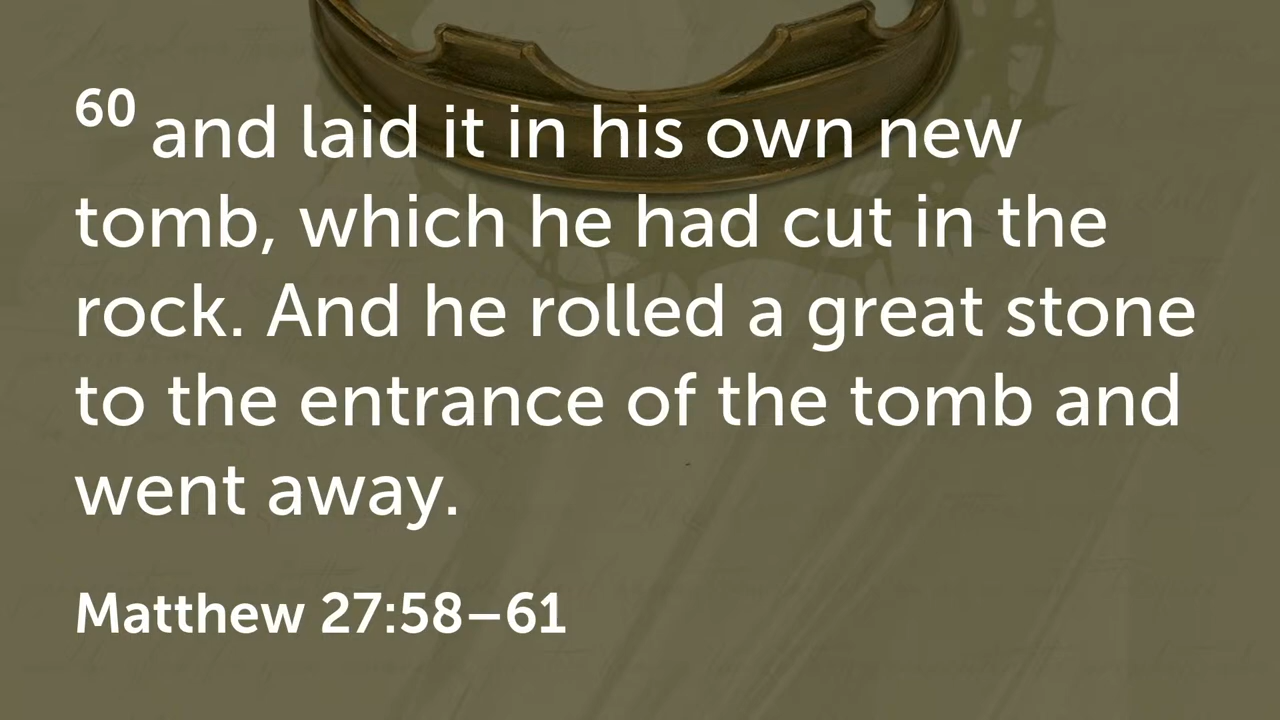 60 and laid it in his own new
tomb, which he had cut in the
rock. And he rolled a great stone
to the entrance of the tomb and
went away.
Matthew 27:58–61